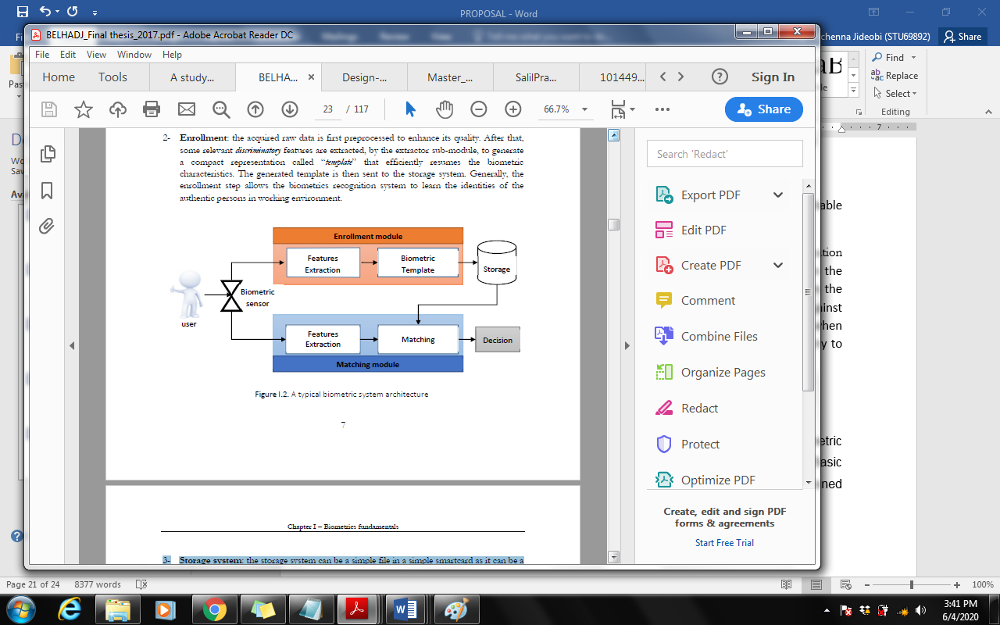 PROPOSAL - Word
chenna Jideobi (STU69892)
Share
BELHADJ_Final thesis_2017.pdf - Adobe Acrobat Reader DC
File Edit View Window Help
Home Tools A study... BELHA... Design-... Master_... SalilPra... 101449... Sign In
23 / 117 66.7% Share
Find
Replace
Select
Editing
7
2- Enrollment: the acquired raw data is first preprocessed to enhance its quality. After that,
some relevant discriminatory features are extracted, by the extractor sub-module, to generate
a compact representation called “template” that efficiently resumes the biometric
characteristics. The generated template is then sent to the storage system. Generally, the
enrollment step allows the biometrics recognition system to learn the identities of the
authentic persons in working environment.
Enrollment module
Features
Extraction
Biometric
Template
Storage
Biometric
sensor
user
Features
Extraction
Matching
Decision
Matching module
Figure I.2. A typical biometric system architecture
7
Chapter I – Biometrics fundamentals
3- Storage system: the storage system can be a simple file in a simple smartcard as it can be a
Search 'Redact'
Export PDF
Edit PDF
Create PDF
Comment
Combine Files
Organize Pages
Redact
Protect
Optimize PDF
Create, edit and sign PDF
forms & agreements
Start Free Trial
able
tion
the
the
inst
hen
y to
etric
asic
ned
Page 21 of 24 8377 words
100%
3:41 PM
6/4/2020